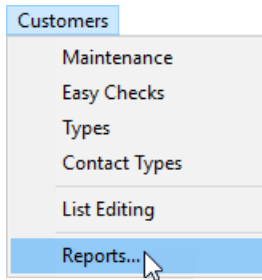 Customers
Maintenance
Easy Checks
Types
Contact Types
List Editing
Reports...